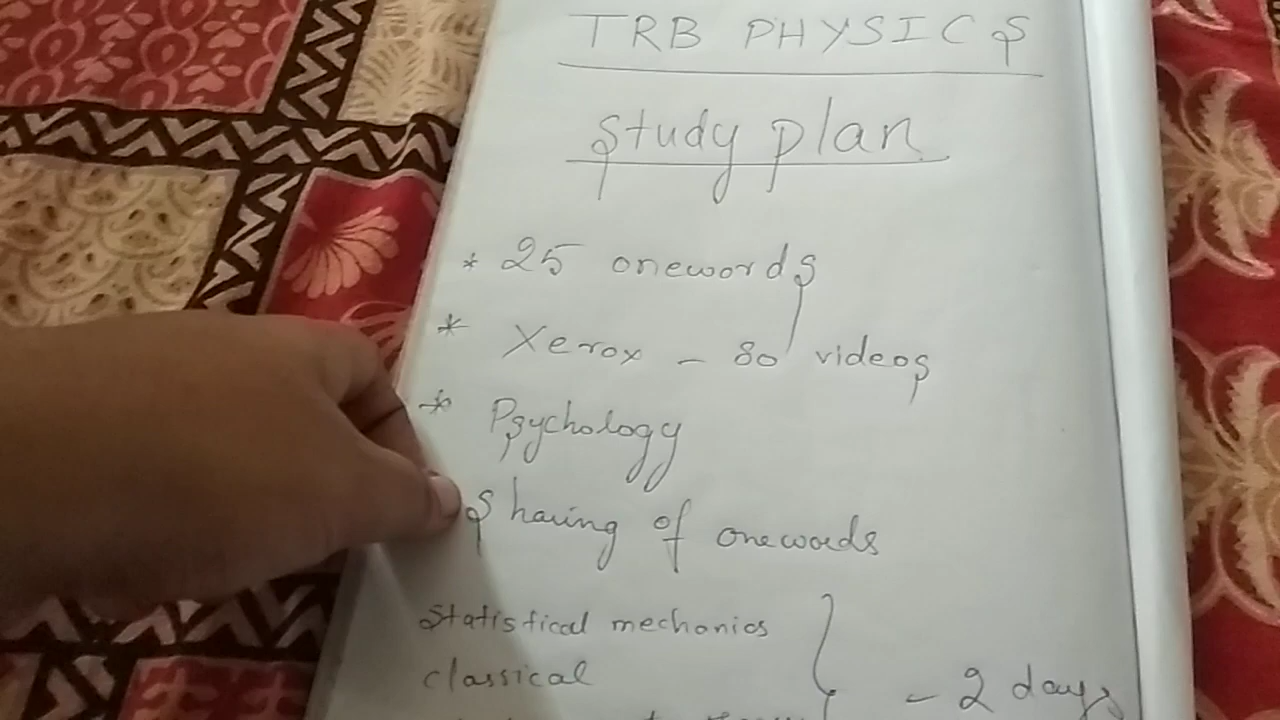 TRB PHYSICS
Study plan
* 25 onewords
* Xerox - 80 videos
* Psychology
Sharing of onewords
Statistical mechanics
classical
- 2 days